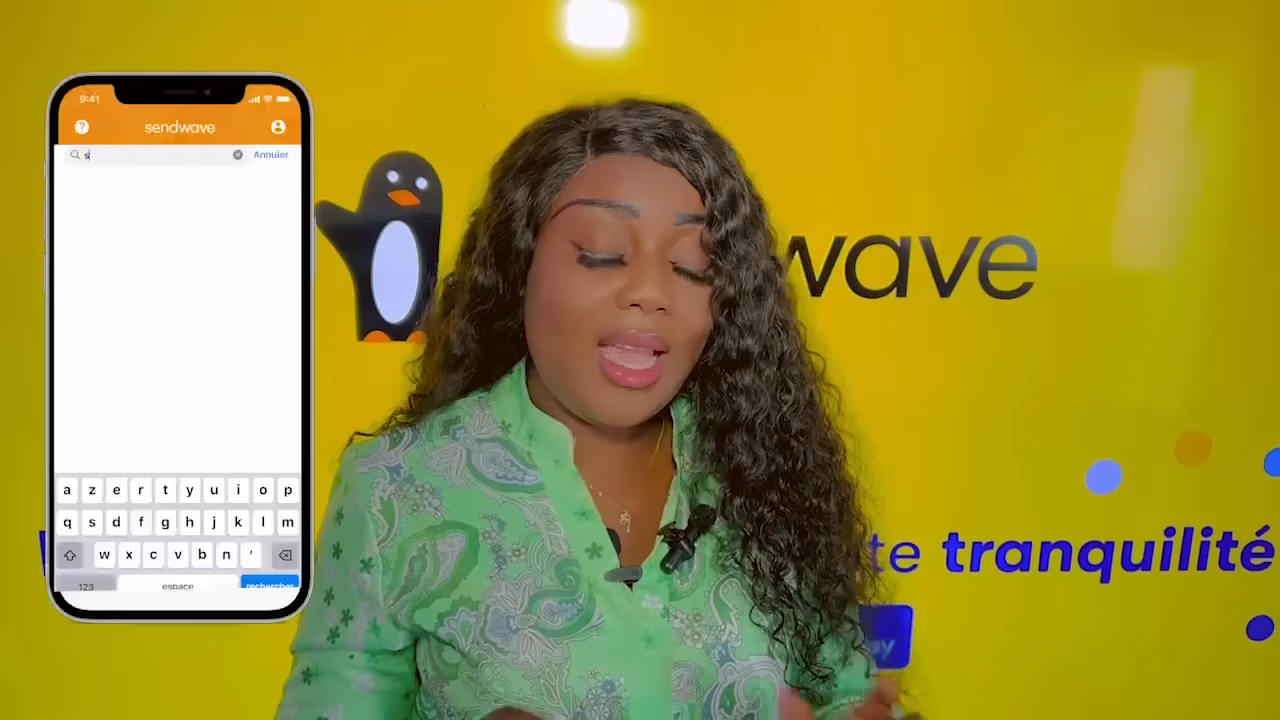 9:41
sendwave
s
Annuler
a z e r t y u i o p
q s d f g h j k l m
w x c v b n '
123 espace rechercher
wave
te tranquilité